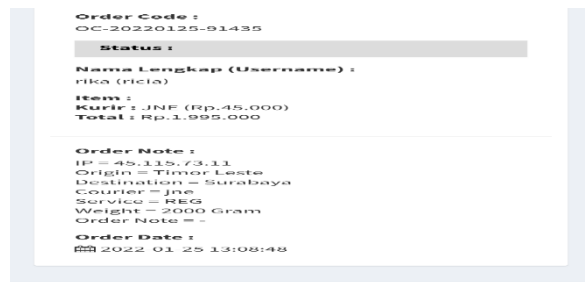 Order Code :
OC-20220125-91435
Status :
Nama Lengkap (Username) :
rika (ricia)
Item :
Kurir : JNE (Rp.45.000)
Total : Rp.1.995.000
Order Note :
IP = 45.115.73.11
Origin = Timor Leste
Destination = Surabaya
Courier = jne
Service = REG
Weight = 2000 Gram
Order Note = -
Order Date :
2022-01-25 13:08:48